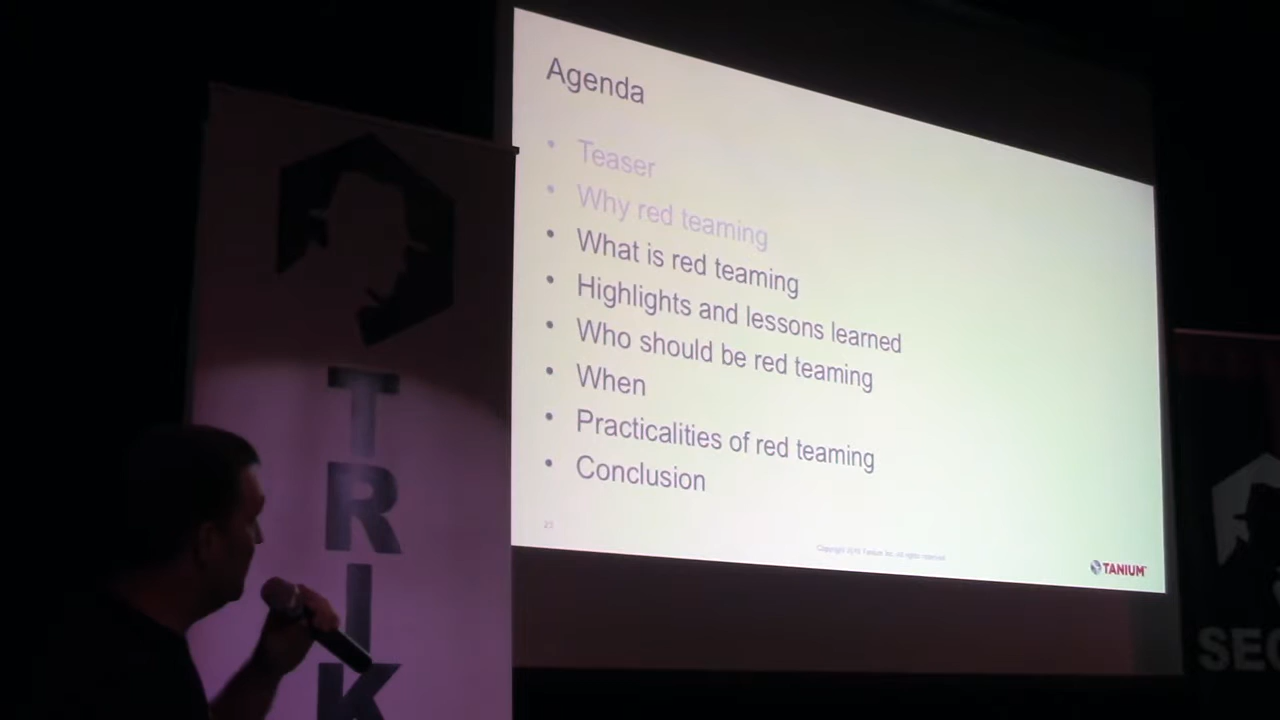 Agenda
• Teaser
• Why red teaming
• What is red teaming
• Highlights and lessons learned
• Who should be red teaming
• When
• Practicalities of red teaming
• Conclusion
TANIUM
TRIK
SEC